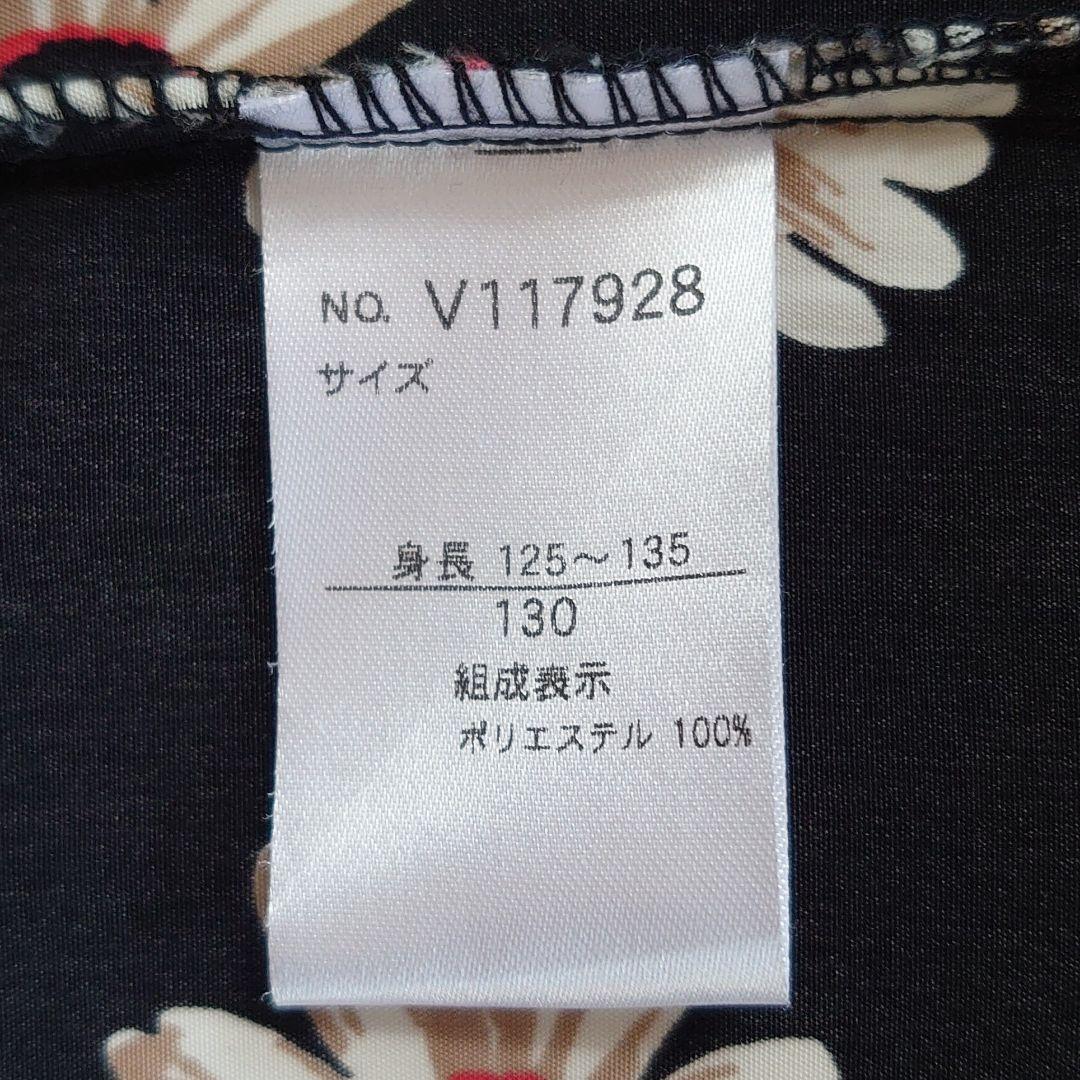 NO. V117928
サイズ
身長 125～135
130
組成表示
ポリエステル 100%